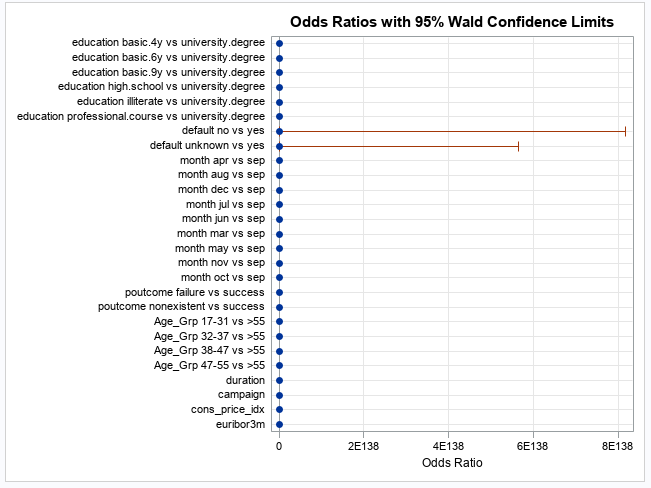 Odds Ratios with 95% Wald Confidence Limits
education basic.4y vs university.degree
education basic.6y vs university.degree
education basic.9y vs university.degree
education high.school vs university.degree
education illiterate vs university.degree
education professional.course vs university.degree
default no vs yes
default unknown vs yes
month apr vs sep
month aug vs sep
month dec vs sep
month jul vs sep
month jun vs sep
month mar vs sep
month may vs sep
month nov vs sep
month oct vs sep
poutcome failure vs success
poutcome nonexistent vs success
Age_Grp 17-31 vs >55
Age_Grp 32-37 vs >55
Age_Grp 38-47 vs >55
Age_Grp 47-55 vs >55
duration
campaign
cons_price_idx
euribor3m
0 2E138 4E138 6E138 8E138
Odds Ratio